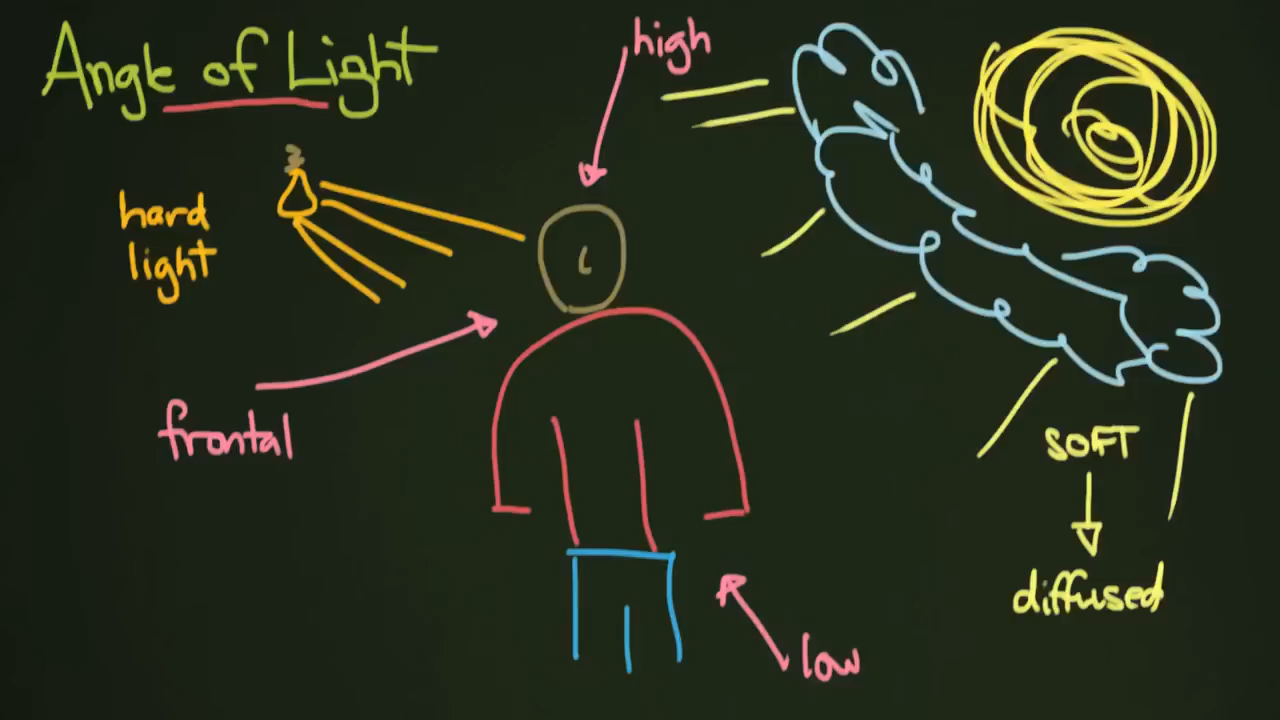 Angle of Light
high
hard
light
frontal
SOFT
diffused
low